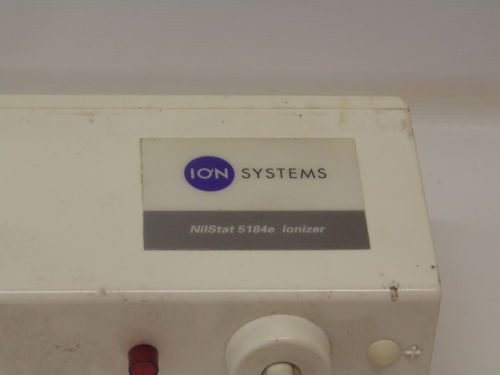 ION SYSTEMS
NilStat 5184e Ionizer
+